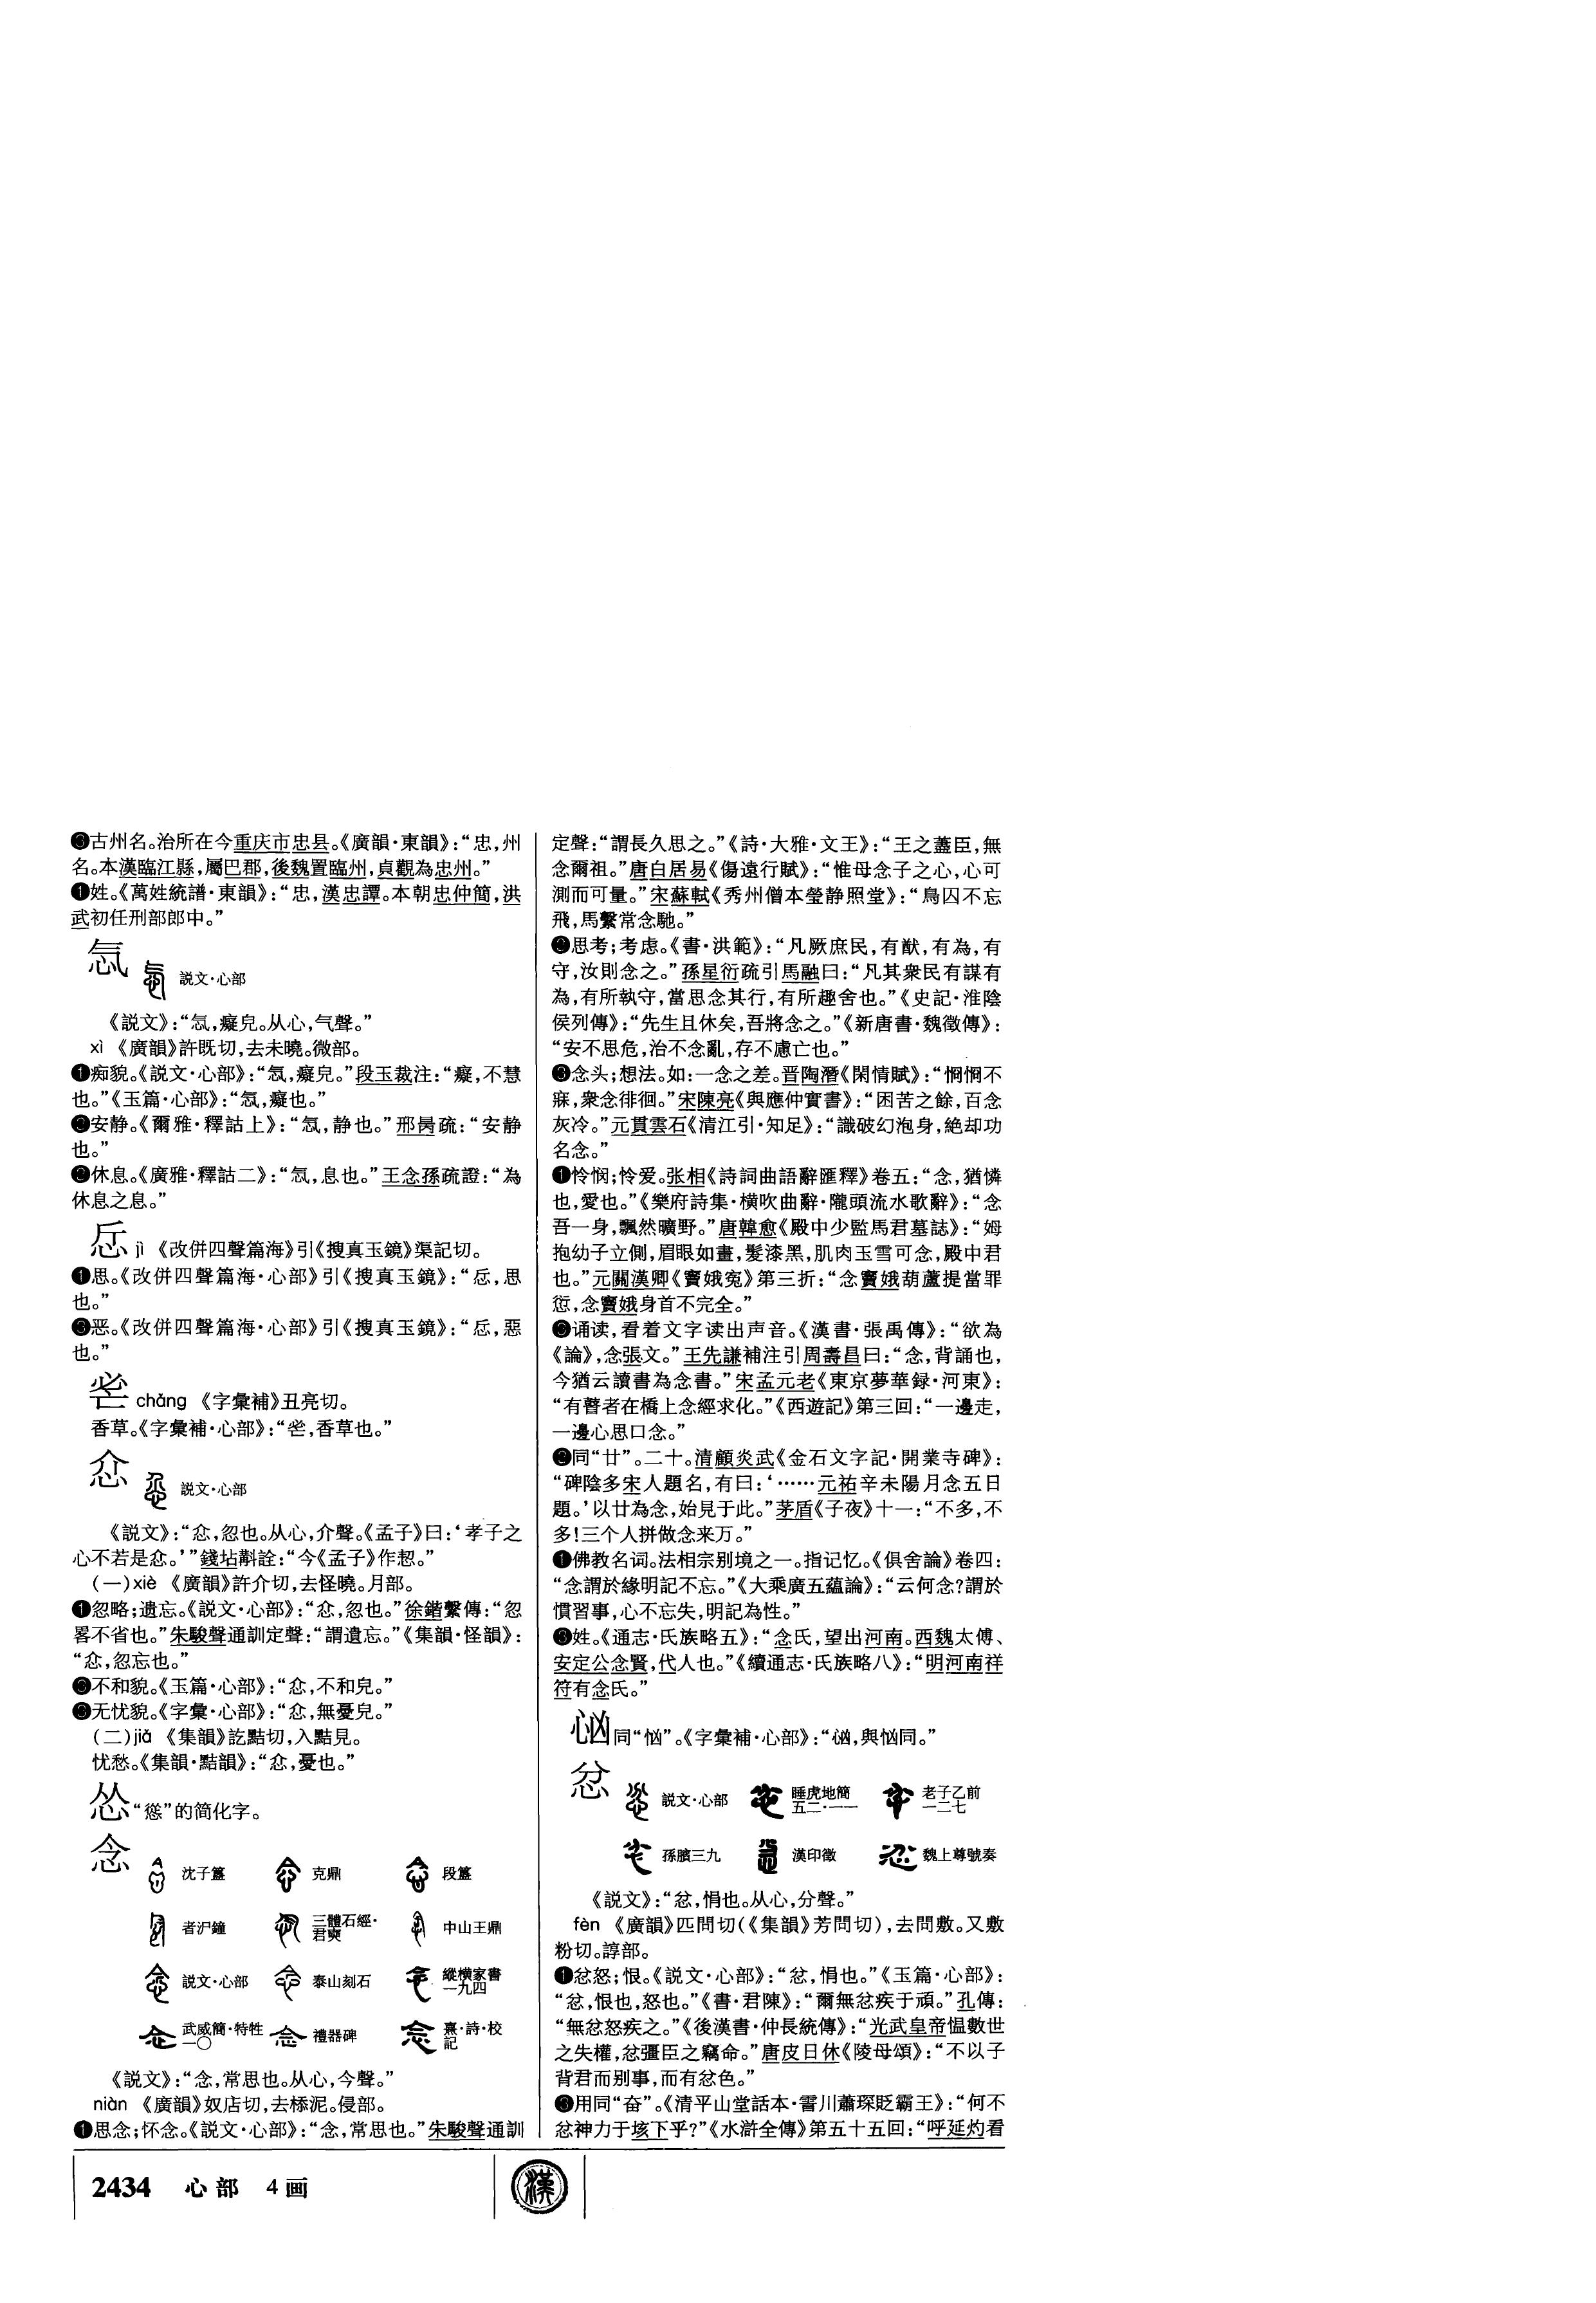 ❸古州名。治所在今重庆市忠县。《廣韻·東韻》：“忠，州
名。本漢臨江縣，屬巴郡，後魏置臨州，貞觀為忠州。”
❶姓。《萬姓統譜·東韻》：“忠，漢忠譚。本朝忠仲簡，洪
武初任刑部郎中。”
忥 説文·心部
《説文》：“忥，癡皃。从心，气聲。”
xì 《廣韻》許既切，去未曉。微部。
❶痴貌。《説文·心部》：“忥，癡皃。”段玉裁注：“癡，不慧
也。”《玉篇·心部》：“忥，癡也。”
❷安静。《爾雅·釋詁上》：“忥，静也。”邢昺疏：“安静
也。”
❷休息。《廣雅·釋詁二》：“忥，息也。”王念孫疏證：“為
休息之息。”
jì 《改併四聲篇海》引《搜真玉鏡》渠記切。
❶思。《改併四聲篇海·心部》引《搜真玉鏡》：“，思
也。”
❸恶。《改併四聲篇海·心部》引《搜真玉鏡》：“，惡
也。”
chǎng 《字彙補》丑亮切。
香草。《字彙補·心部》：“，香草也。”
忿 説文·心部
《説文》：“忦，忽也。从心，介聲。《孟子》曰：‘孝子之
心不若是忦。’”錢坫斠詮：“今《孟子》作恝。”
（一）xiè 《廣韻》許介切，去怪曉。月部。
❶忽略；遗忘。《説文·心部》：“忦，忽也。”徐鍇繫傳：“忽
畧不省也。”朱駿聲通訓定聲：“謂遺忘。”《集韻·怪韻》：
“忦，忽忘也。”
❸不和貌。《玉篇·心部》：“忦，不和皃。”
❸无忧貌。《字彙·心部》：“忦，無憂皃。”
（二）jiá 《集韻》訖黠切，入黠見。
忧愁。《集韻·黠韻》：“忦，憂也。”
怂 “慫”的简化字。
念 沈子簋 克鼎 段簋
者沪鐘 三體石經·君奭 中山王鼎
説文·心部 泰山刻石 縱横家書一九四
武威簡·特牲一〇 禮器碑 熹·詩·校記
《説文》：“念，常思也。从心，今聲。”
niàn 《廣韻》奴店切，去㮇泥。侵部。
❶思念；怀念。《説文·心部》：“念，常思也。”朱駿聲通訓
定聲：“謂長久思之。”《詩·大雅·文王》：“王之藎臣，無
念爾祖。”唐白居易《傷遠行賦》：“惟母念子之心，心可
測而可量。”宋蘇軾《秀州僧本瑩静照堂》：“鳥囚不忘
飛，馬繫常念馳。”
❷思考；考虑。《書·洪範》：“凡厥庶民，有猷，有為，有
守，汝則念之。”孫星衍疏引馬融曰：“凡其衆民有謀有
為，有所執守，當思念其行，有所趣舍也。”《史記·淮陰
侯列傳》：“先生且休矣，吾將念之。”《新唐書·魏徵傳》：
“安不思危，治不念亂，存不慮亡也。”
❸念头；想法。如：一念之差。晋陶潛《閑情賦》：“惘惘不
寐，衆念徘徊。”宋陳亮《與應仲實書》：“困苦之餘，百念
灰冷。”元貫雲石《清江引·知足》：“識破幻泡身，絶却功
名念。”
❶怜悯；怜爱。张相《詩詞曲語辭匯釋》卷五：“念，猶憐
也，愛也。”《樂府詩集·横吹曲辭·隴頭流水歌辭》：“念
吾一身，飄然曠野。”唐韓愈《殿中少監馬君墓誌》：“姆
抱幼子立側，眉眼如畫，髮漆黑，肌肉玉雪可念，殿中君
也。”元關漢卿《竇娥冤》第三折：“念竇娥葫蘆提當罪
愆，念竇娥身首不完全。”
❸诵读，看着文字读出声音。《漢書·張禹傳》：“欲為
《論》，念張文。”王先謙補注引周壽昌曰：“念，背誦也，
今猶云讀書為念書。”宋孟元老《東京夢華録·河東》：
“有瞽者在橋上念經求化。”《西遊記》第三回：“一邊走，
一邊心思口念。”
❷同“廿”。二十。清顧炎武《金石文字記·開業寺碑》：
“碑陰多宋人題名，有曰：‘……元祐辛未陽月念五日
題。’以廿為念，始見于此。”茅盾《子夜》十一：“不多，不
多！三个人拼做念来万。”
❶佛教名词。法相宗别境之一。指记忆。《俱舍論》卷四：
“念謂於緣明記不忘。”《大乘廣五蘊論》：“云何念？謂於
慣習事，心不忘失，明記為性。”
❸姓。《通志·氏族略五》：“念氏，望出河南。西魏太傅、
安定公念賢，代人也。”《續通志·氏族略八》：“明河南祥
符有念氏。”
同“恼”。《字彙補·心部》：“，與恼同。”
忿 説文·心部 睡虎地簡五二·一一 老子乙前一二七
孫臏三九 漢印徵 魏上尊號奏
《説文》：“忿，悁也。从心，分聲。”
fèn 《廣韻》匹問切（《集韻》芳問切），去問敷。又敷
粉切。諄部。
❶忿怒；恨。《説文·心部》：“忿，悁也。”《玉篇·心部》：
“忿，恨也，怒也。”《書·君陳》：“爾無忿疾于頑。”孔傳：
“無忿怒疾之。”《後漢書·仲長統傳》：“光武皇帝愠數世
之失權，忿彊臣之竊命。”唐皮日休《陵母頌》：“不以子
背君而别事，而有忿色。”
❸用同“奋”。《清平山堂話本·霅川蕭琛貶霸王》：“何不
忿神力于垓下乎？”《水滸全傳》第五十五回：“呼延灼看
2434 心部 4画 漢